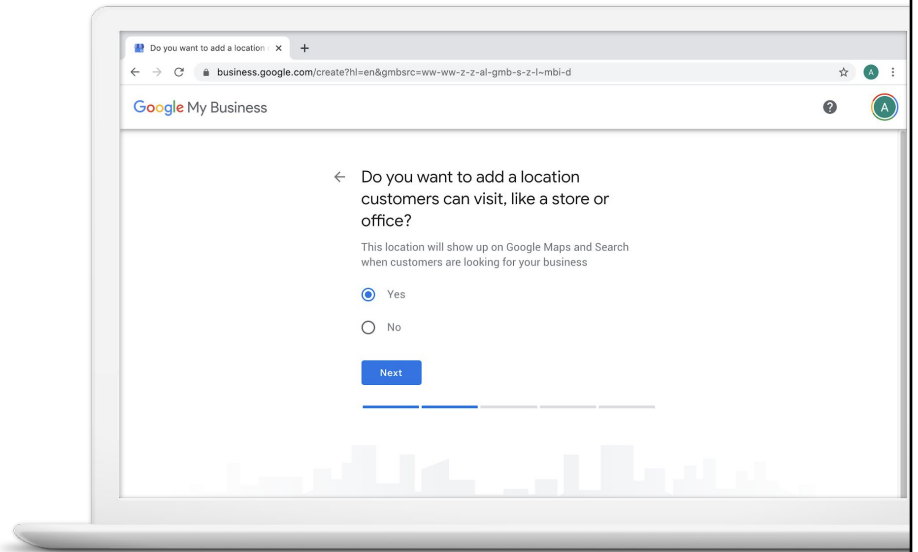 Do you want to add a location
business.google.com/create?hl=en&gmbsrc=ww-ww-z-z-al-gmb-s-z-l~mbi-d
A
Google My Business
?
A
Do you want to add a location
customers can visit, like a store or
office?
This location will show up on Google Maps and Search
when customers are looking for your business
Yes
No
Next